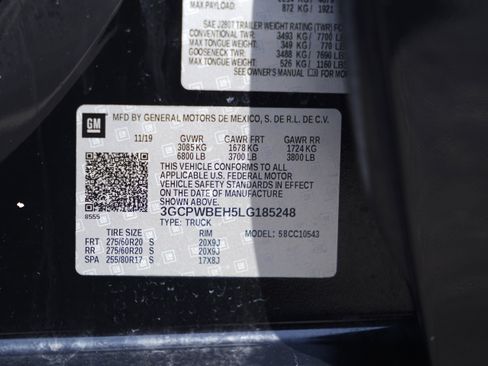 MAX.PAYLOAD:
872 KG / 1921
SAE J2807 TRAILER WEIGHT RATING (TWR) FO
CONVENTIONAL TWR: 3493 KG / 7700 L
MAX TONGUE WEIGHT: 349 KG / 770 LB
GOOSENECK TWR: 3488 KG / 7690 LB
MAX TONGUE WEIGHT: 526 KG / 1160 LB
SEE OWNER'S MANUAL FOR MO
GM
MFD BY GENERAL MOTORS DE MEXICO, S. DE R.L. DE C.V.
11/19 GVWR GAWR FRT GAWR RR
3085 KG 1678 KG 1724 KG
6800 LB 3700 LB 3800 LB
THIS VEHICLE CONFORMS TO ALL
APPLICABLE U.S. FEDERAL MOTOR
VEHICLE SAFETY STANDARDS IN EFFECT
ON THE DATE OF MANUFACTURE
SHOWN ABOVE.
8555
3GCPWBEH5LG185248
TYPE: TRUCK
TIRE SIZE RIM MODEL: 58CC10543
FRT 275/60R20 S 20X9J
RR 275/60R20 S 20X9J
SPA 255/80R17 S 17X8J